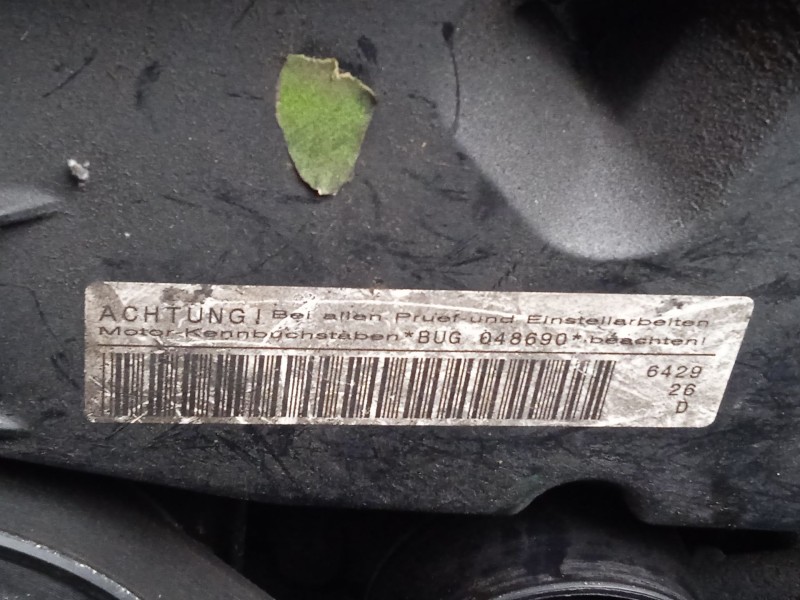 ACHTUNG! Bei allen Pruef und Einstellarbeiten
Motor-Kennbuchstaben *BUG 048690* beachten!
6429
26
D